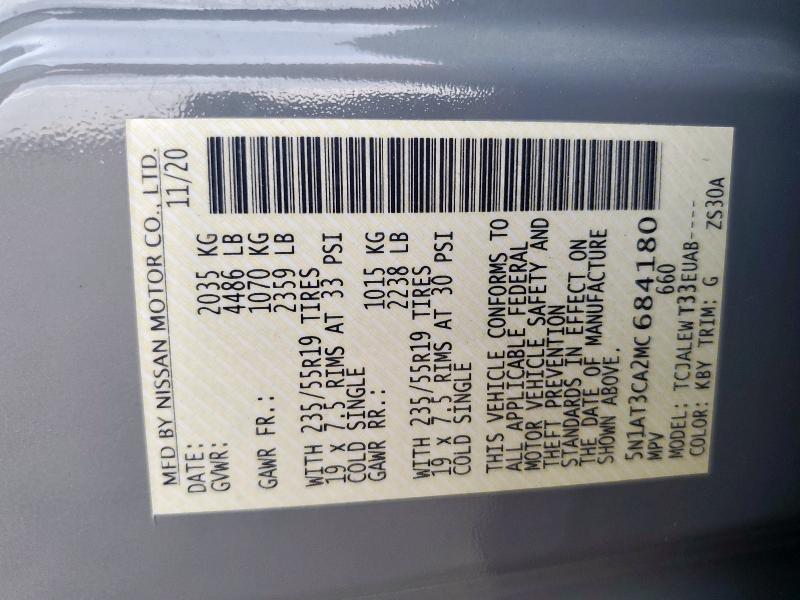 MFD BY NISSAN MOTOR CO., LTD.
DATE: 11/20
GVWR: 2035 KG
4486 LB
GAWR FR.: 1070 KG
2359 LB
WITH 235/55R19 TIRES
19 X 7.5 RIMS AT 33 PSI
COLD SINGLE
GAWR RR.: 1015 KG
2238 LB
WITH 235/55R19 TIRES
19 X 7.5 RIMS AT 30 PSI
COLD SINGLE
THIS VEHICLE CONFORMS TO
ALL APPLICABLE FEDERAL
MOTOR VEHICLE SAFETY AND
THEFT PREVENTION
STANDARDS IN EFFECT ON
THE DATE OF MANUFACTURE
SHOWN ABOVE.
5N1AT3CA2MC684180
MPV 660
MODEL: TCJALEW T33EUAB----
COLOR: KBY TRIM: G ZS30A